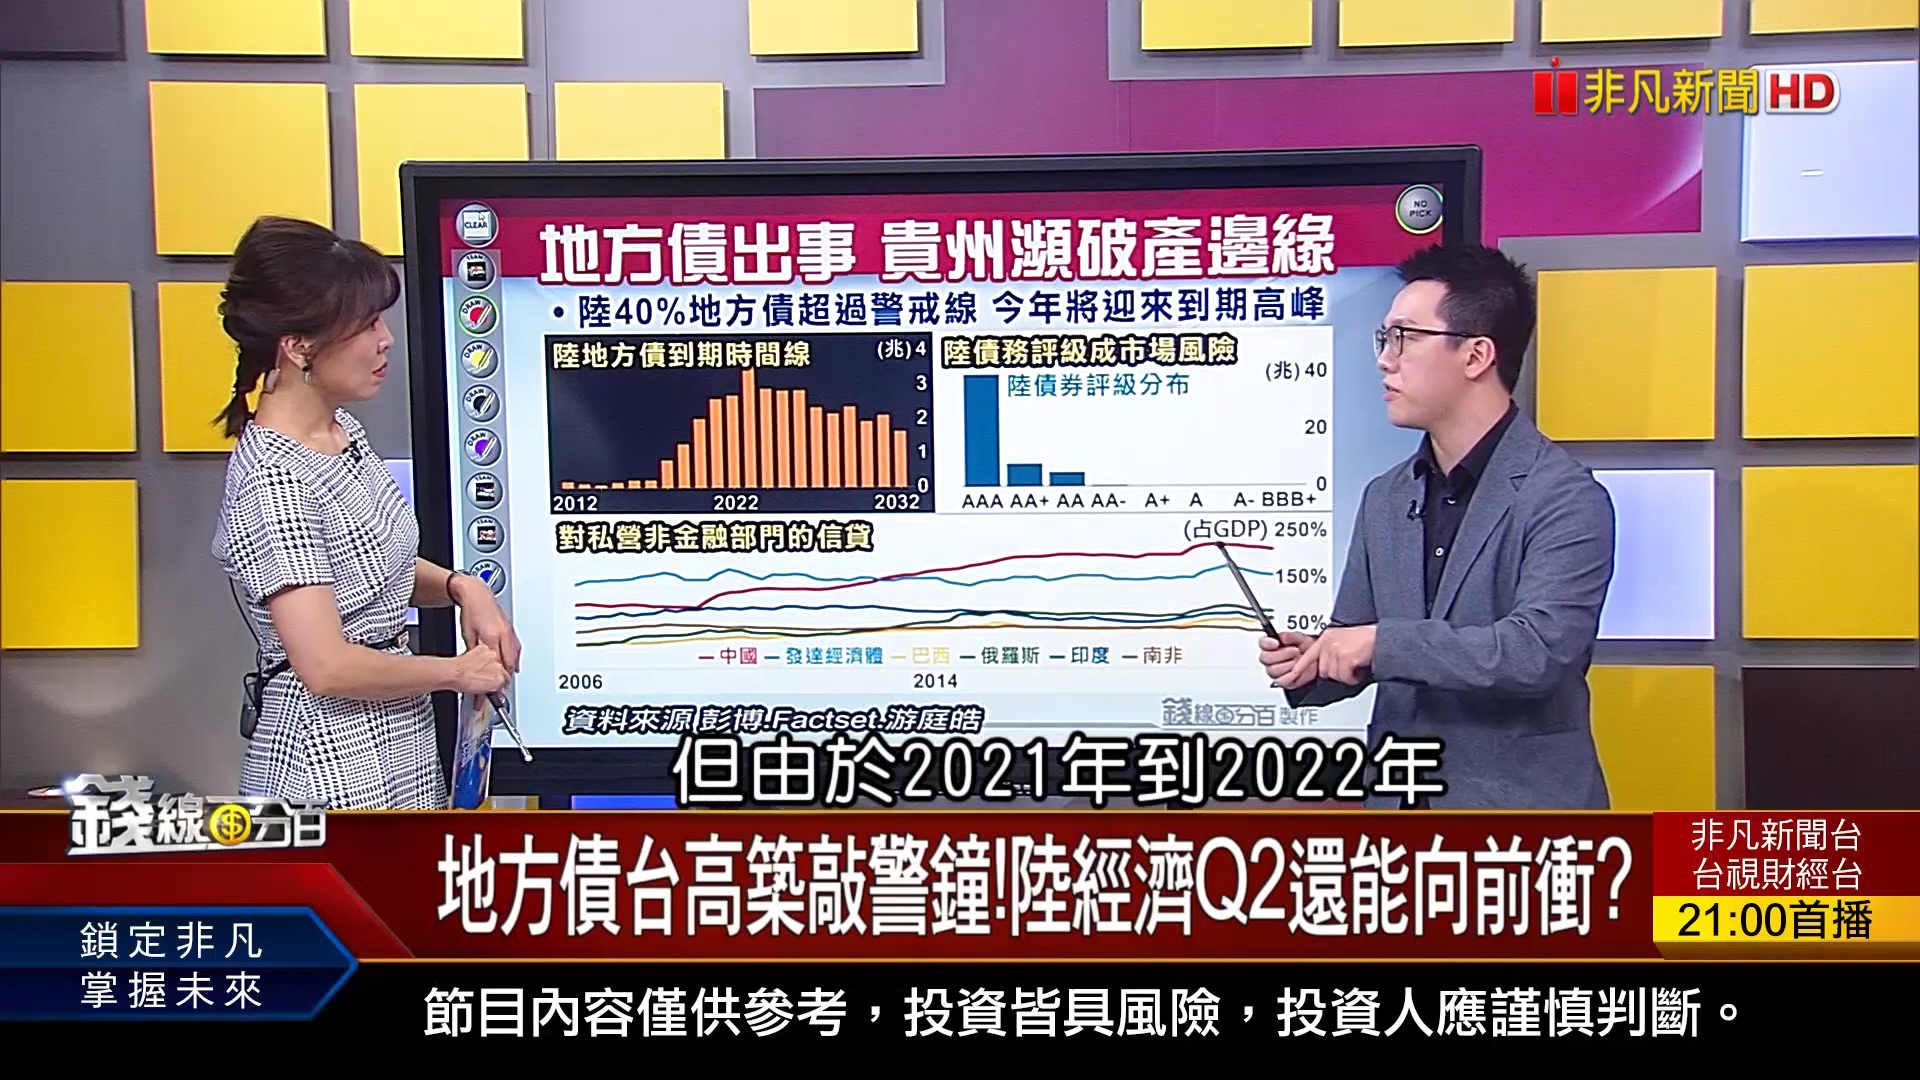 非凡新聞HD
CLEAR
NO PICK
地方債出事 貴州瀕破產邊緣
•陸40%地方債超過警戒線 今年將迎來到期高峰
TEAM
DRAW
DRAW
DRAW
DRAW
TEAM
TEAM
DRAW
陸地方債到期時間線
(兆) 4
3
2
1
0
2012 2022 2032
陸債務評級成市場風險
陸債券評級分布
(兆) 40
20
0
AAA AA+ AA AA- A+ A A- BBB+
對私營非金融部門的信貸
(占GDP) 250%
150%
50%
中國 發達經濟體 巴西 俄羅斯 印度 南非
2006 2014
資料來源 彭博.Factset.游庭皓
錢線百分百 製作
但由於2021年到2022年
錢線百分百
地方債台高築敲警鐘!陸經濟Q2還能向前衝?
非凡新聞台
台視財經台
21:00首播
鎖定非凡
掌握未來
節目內容僅供參考，投資皆具風險，投資人應謹慎判斷。